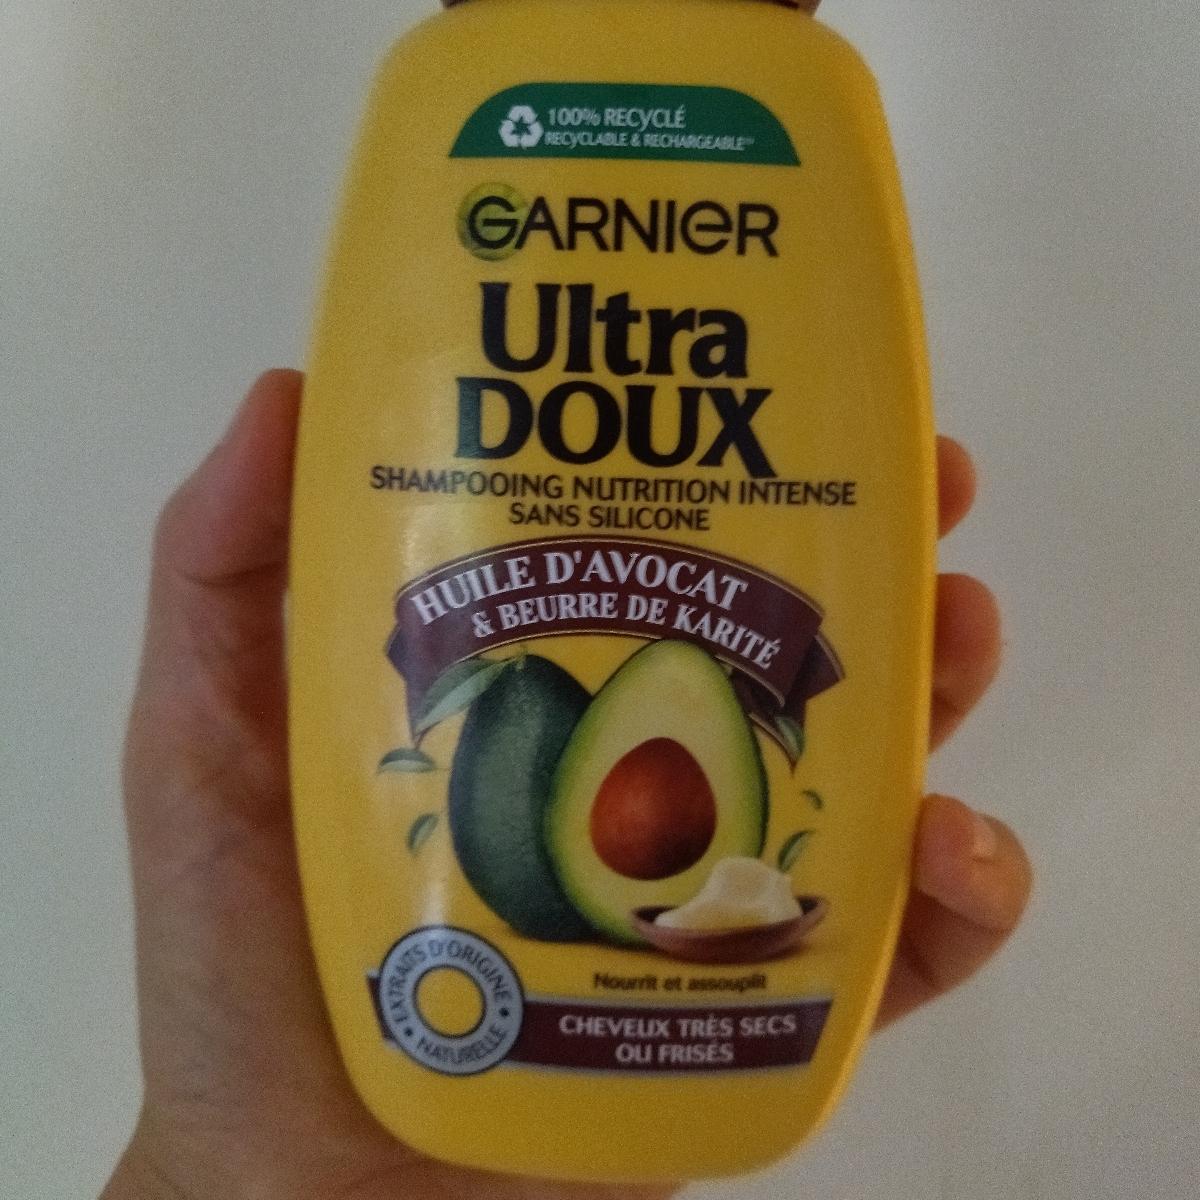 100% RECYCLÉ
RECYCLABLE & RECHARGEABLE**
GARNIER
Ultra
DOUX
SHAMPOOING NUTRITION INTENSE
SANS SILICONE
HUILE D'AVOCAT
& BEURRE DE KARITÉ
EXTRAITS D'ORIGINE
• NATURELLE •
Nourrit et assouplit
CHEVEUX TRÈS SECS
OU FRISÉS